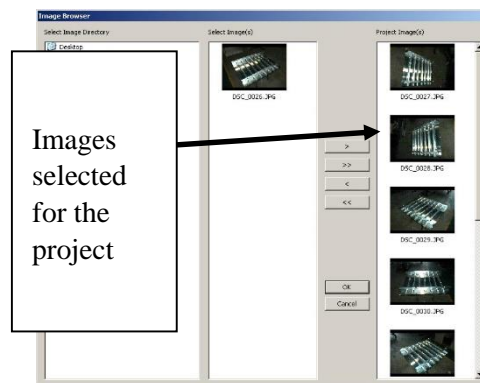 Image Browser
Select Image Directory
Select Image(s)
Project Image(s)
Desktop
DSC_0026.JPG
DSC_0027.JPG
Images
selected
for the
project
>
>>
<
<<
DSC_0028.JPG
DSC_0029.JPG
OK
Cancel
DSC_0030.JPG